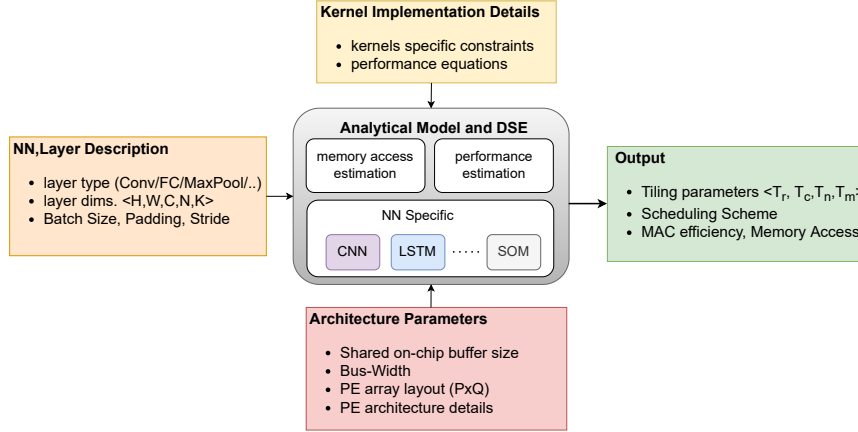 Kernel Implementation Details
kernels specific constraints
performance equations
NN,Layer Description
layer type (Conv/FC/MaxPool/..)
layer dims. <H,W,C,N,K>
Batch Size, Padding, Stride
Analytical Model and DSE
memory access
estimation
performance
estimation
NN Specific
CNN
LSTM
.....
SOM
Output
Tiling parameters <Tr, Tc,Tn,Tm>
Scheduling Scheme
MAC efficiency, Memory Access
Architecture Parameters
Shared on-chip buffer size
Bus-Width
PE array layout (PxQ)
PE architecture details